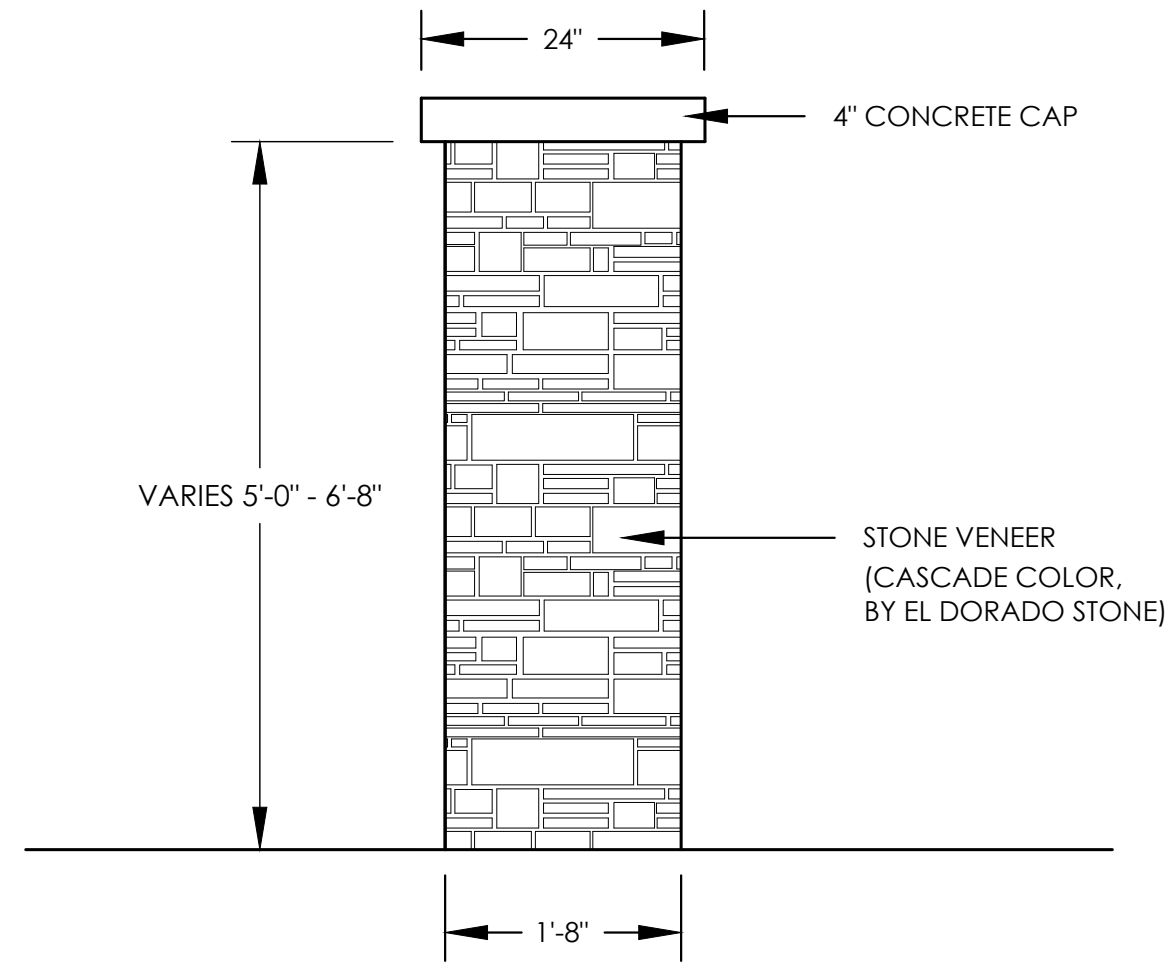 24"
4" CONCRETE CAP
VARIES 5'-0" - 6'-8"
STONE VENEER
(CASCADE COLOR,
BY EL DORADO STONE)
1'-8"